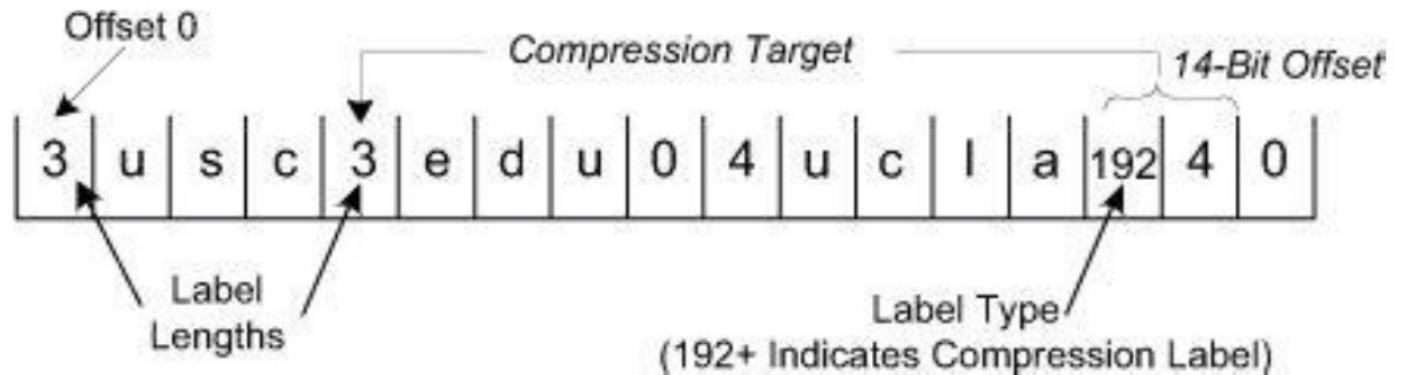 Offset 0
Compression Target
14-Bit Offset
3 u s c 3 e d u 0 4 u c l a 192 4 0
Label
Lengths
Label Type
(192+ Indicates Compression Label)